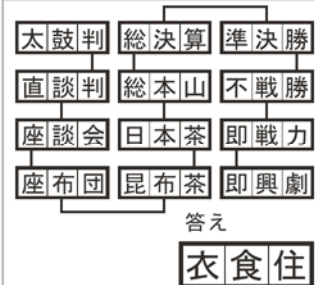 太鼓判 総決算 準決勝
直談判 総本山 不戦勝
座談会 日本茶 即戦力
座布団 昆布茶 即興劇
答え
衣食住